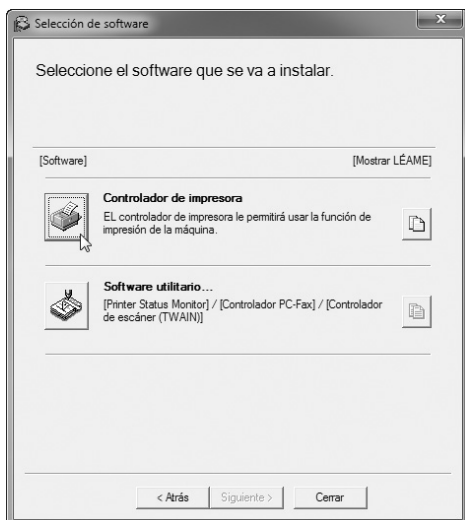 Selección de software
Seleccione el software que se va a instalar.
[Software] [Mostrar LÉAME]
Controlador de impresora
EL controlador de impresora le permitirá usar la función de
impresión de la máquina.
Software utilitario...
[Printer Status Monitor] / [Controlador PC-Fax] / [Controlador
de escáner (TWAIN)]
< Atrás Siguiente > Cerrar